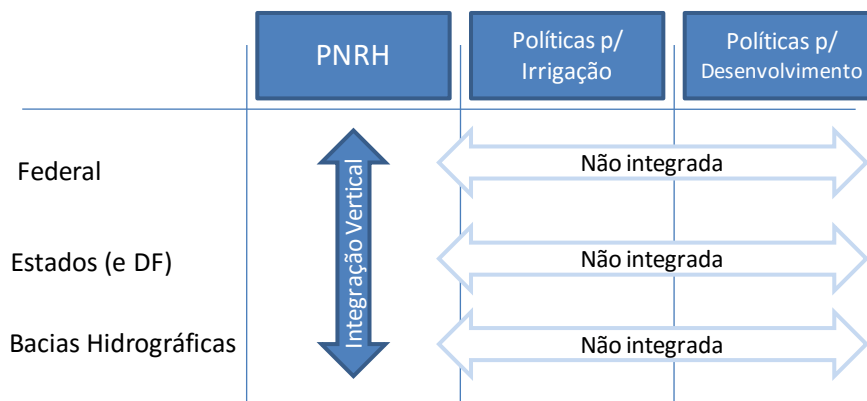 PNRH
Políticas p/
Irrigação
Políticas p/
Desenvolvimento
Federal
Integração Vertical
Não integrada
Estados (e DF)
Não integrada
Bacias Hidrográficas
Não integrada